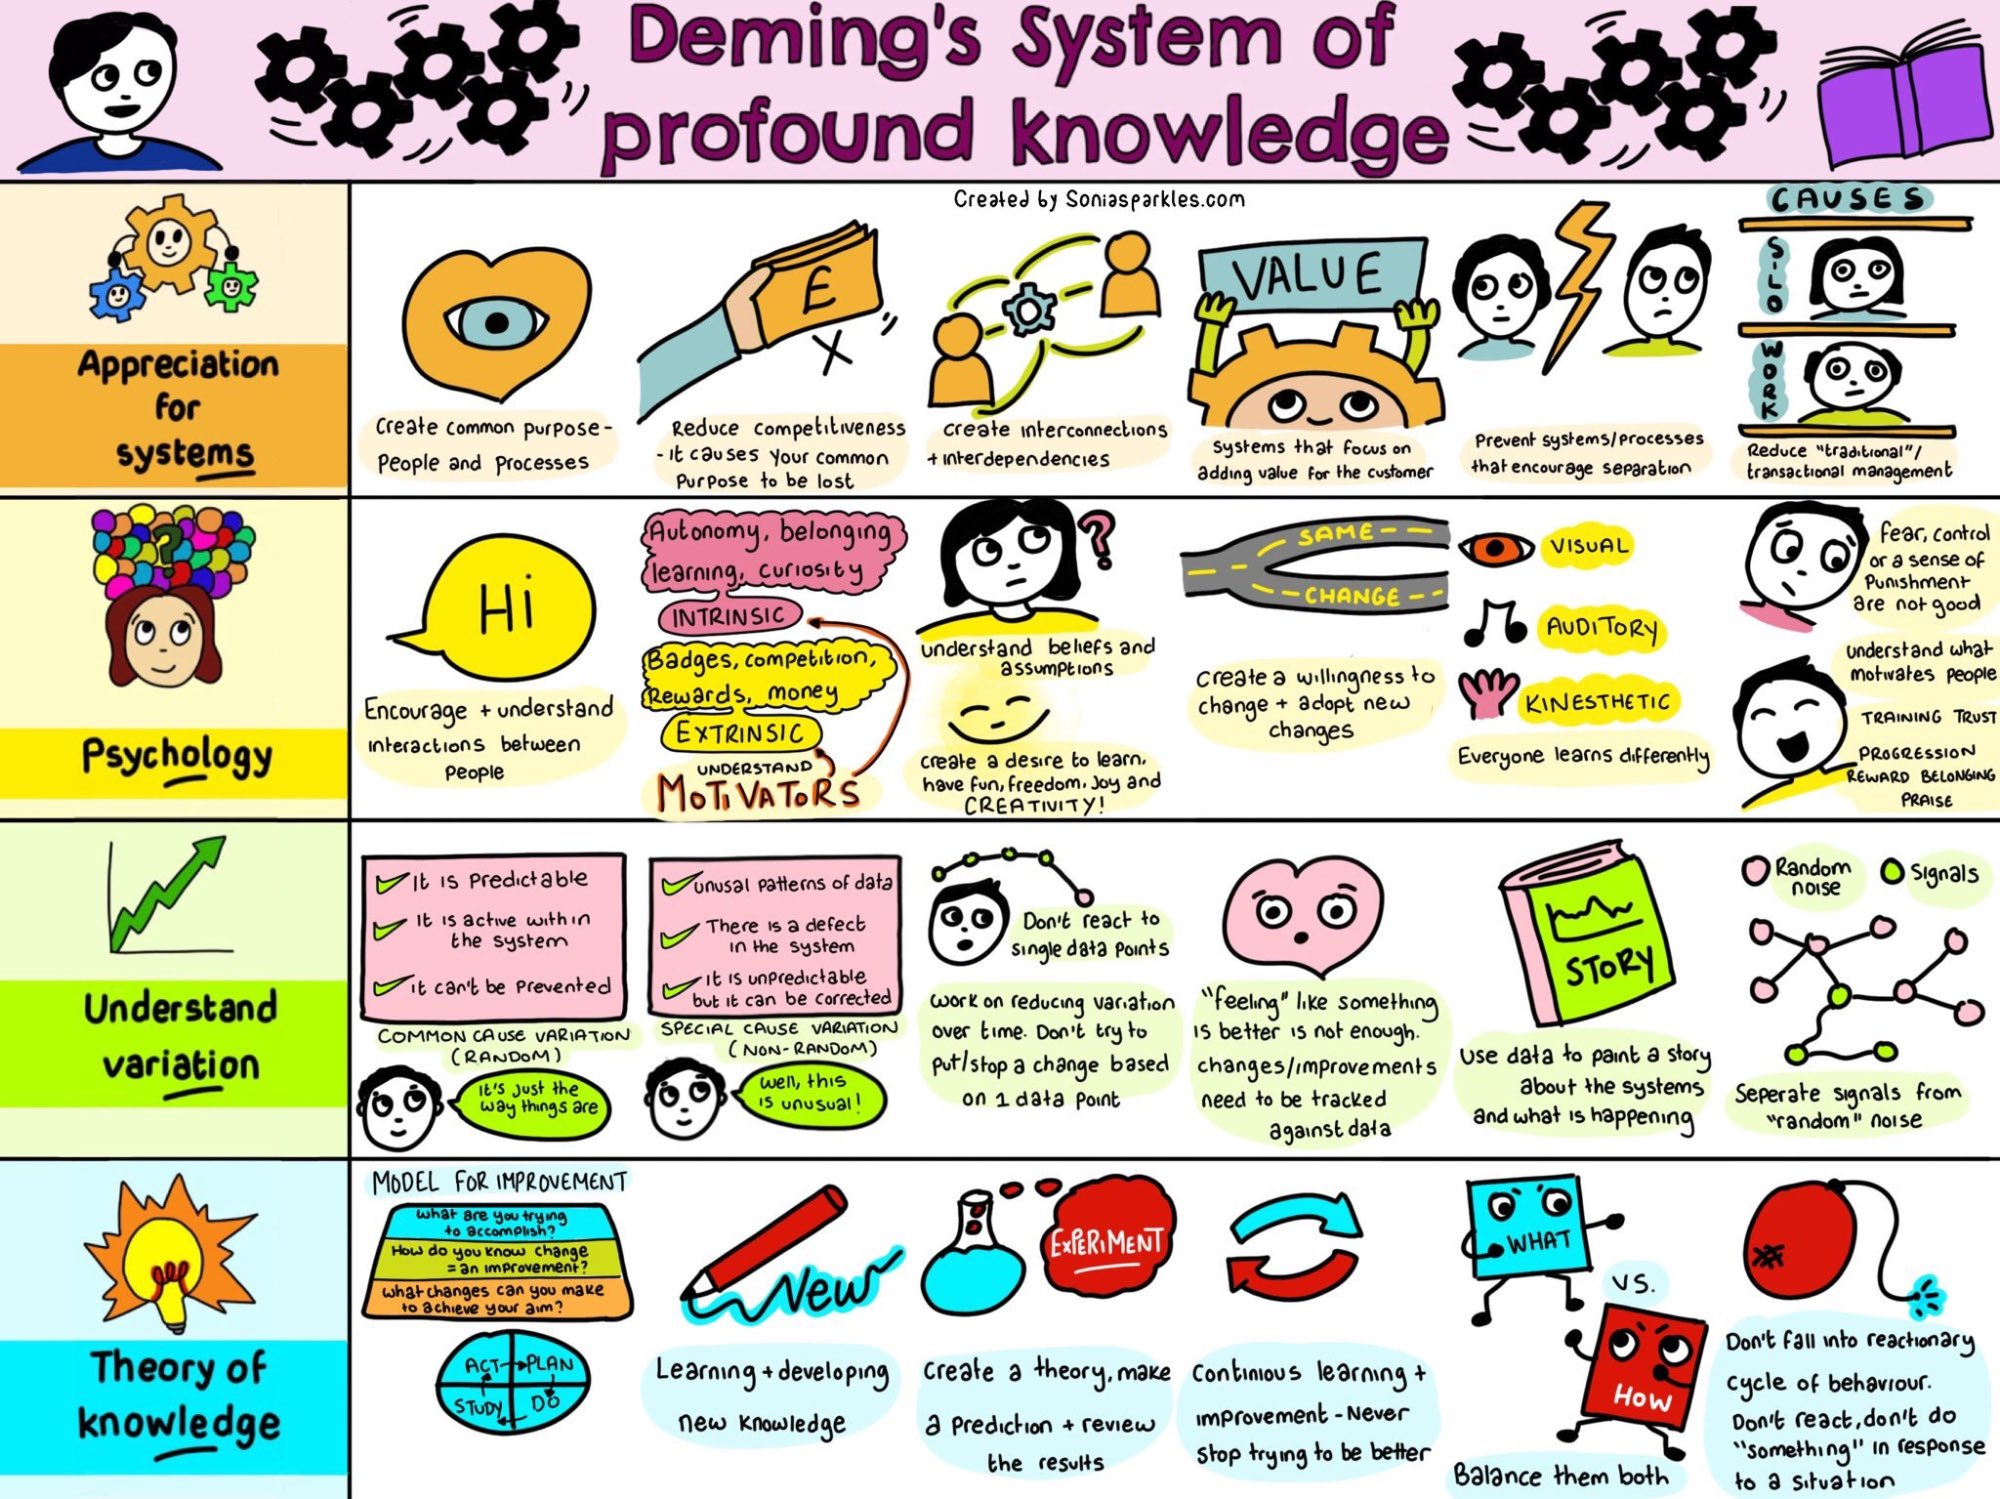 Deming's System of
profound knowledge
Created by Soniasparkles.com
Appreciation
for
systems
Create common purpose-
People and Processes
£
x
Reduce competitiveness
- it causes your common
Purpose to be lost
Create interconnections
+ interdependencies
VALUE
Systems that focus on
adding value for the customer
Prevent systems/processes
that encourage separation
CAUSES
SILO
WORK
Reduce "traditional"/
transactional management
Psychology
?
Hi
Encourage + understand
interactions between
People
Autonomy, belonging
learning, curiosity
INTRINSIC
Badges, competition,
Rewards, money
EXTRINSIC
UNDERSTAND
MOTIVATORS
?
understand beliefs and
assumptions
create a desire to learn,
have fun, freedom, Joy and
CREATIVITY!
SAME
CHANGE
create a willingness to
change + adopt new
changes
VISUAL
AUDITORY
KINESTHETIC
Everyone learns differently
Fear, control
or a sense of
Punishment
are not good
understand what
motivates people
TRAINING TRUST
PROGRESSION
REWARD BELONGING
PRAISE
Understand
variation
It is Predictable
It is active within
the system
it can't be Prevented
COMMON CAUSE VARIATION
(RANDOM)
It's just the
way things are
unusal patterns of data
There is a defect
in the system
it is unpredictable
but it can be corrected
SPECIAL CAUSE VARIATION
(NON-RANDOM)
well, this
is unusual!
Don't react to
single data points
work on reducing variation
over time. Don't try to
put/stop a change based
on 1 data point
"feeling" like something
is better is not enough.
changes/improvements
need to be tracked
against data
STORY
use data to paint a story
about the systems
and what is happening
Random
noise
Signals
Seperate signals from
"random" noise
Theory of
knowledge
MODEL FOR IMPROVEMENT
what are you trying
to accomplish?
How do you know change
= an improvement?
what changes can you make
to achieve your aim?
ACT PLAN
STUDY DO
New
Learning + developing
new knowledge
EXPERIMENT
Create a theory, make
a prediction + review
the results
Continious learning +
improvement - Never
stop trying to be better
WHAT
VS.
HOW
Balance them both
Don't fall into reactionary
cycle of behaviour.
Don't react, don't do
"something" in response
to a situation